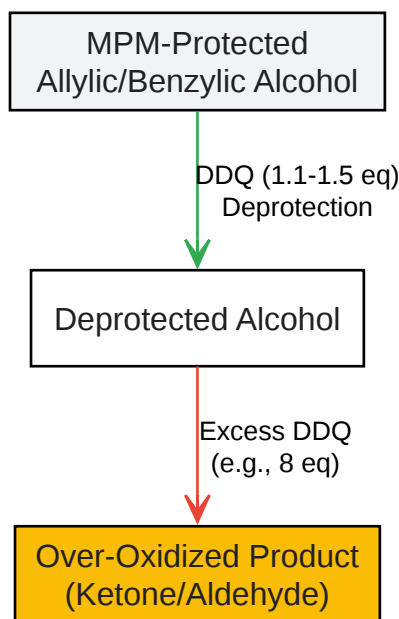 MPM-Protected
Allylic/Benzylic Alcohol
DDQ (1.1-1.5 eq)
Deprotection
Deprotected Alcohol
Excess DDQ
(e.g., 8 eq)
Over-Oxidized Product
(Ketone/Aldehyde)